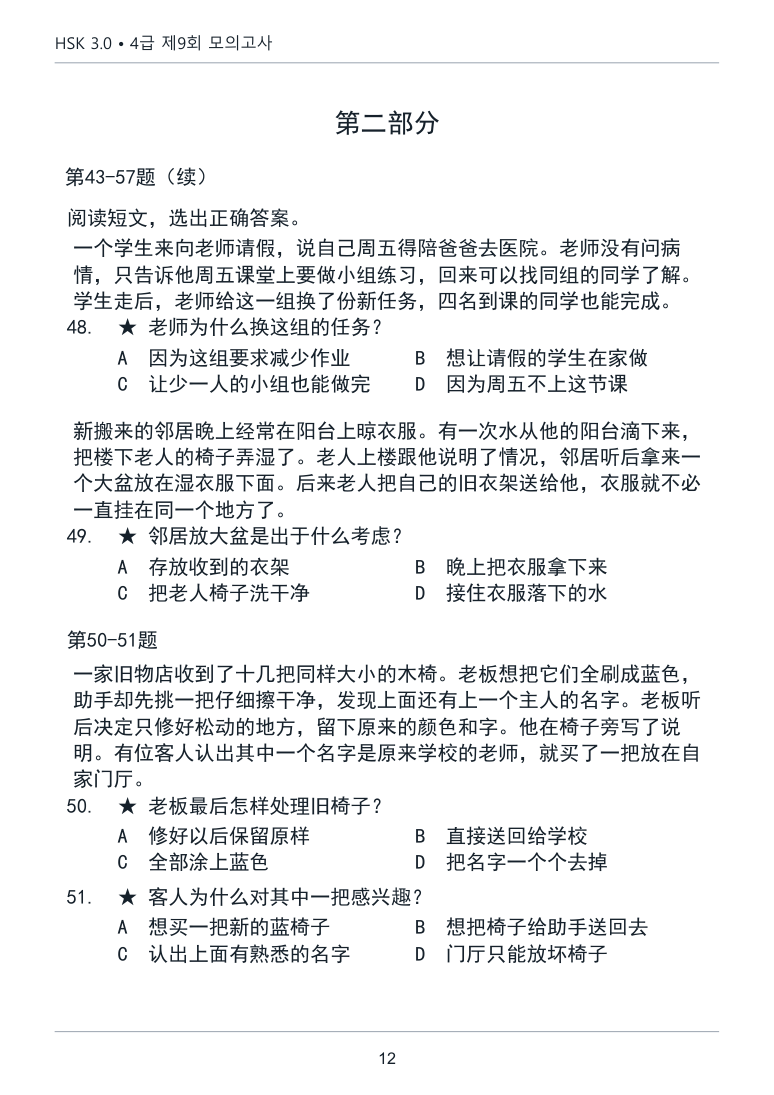 HSK 3.0 • 4급 제9회 모의고사
第二部分
第43-57题（续）
阅读短文，选出正确答案。
一个学生来向老师请假，说自己周五得陪爸爸去医院。老师没有问病
情，只告诉他周五课堂上要做小组练习，回来可以找同组的同学了解。
学生走后，老师给这一组换了份新任务，四名到课的同学也能完成。
48. ★ 老师为什么换这组的任务？
A 因为这组要求减少作业 B 想让请假的学生在家做
C 让少一人的小组也能做完 D 因为周五不上这节课
新搬来的邻居晚上经常在阳台上晾衣服。有一次水从他的阳台滴下来，
把楼下老人的椅子弄湿了。老人上楼跟他说明了情况，邻居听后拿来一
个大盆放在湿衣服下面。后来老人把自己的旧衣架送给他，衣服就不必
一直挂在同一个地方了。
49. ★ 邻居放大盆是出于什么考虑？
A 存放收到的衣架 B 晚上把衣服拿下来
C 把老人椅子洗干净 D 接住衣服落下的水
第50-51题
一家旧物店收到了十几把同样大小的木椅。老板想把它们全刷成蓝色，
助手却先挑一把仔细擦干净，发现上面还有上一个主人的名字。老板听
后决定只修好松动的地方，留下原来的颜色和字。他在椅子旁写了说
明。有位客人认出其中一个名字是原来学校的老师，就买了一把放在自
家门厅。
50. ★ 老板最后怎样处理旧椅子？
A 修好以后保留原样 B 直接送回给学校
C 全部涂上蓝色 D 把名字一个个去掉
51. ★ 客人为什么对其中一把感兴趣？
A 想买一把新的蓝椅子 B 想把椅子给助手送回去
C 认出上面有熟悉的名字 D 门厅只能放坏椅子
12